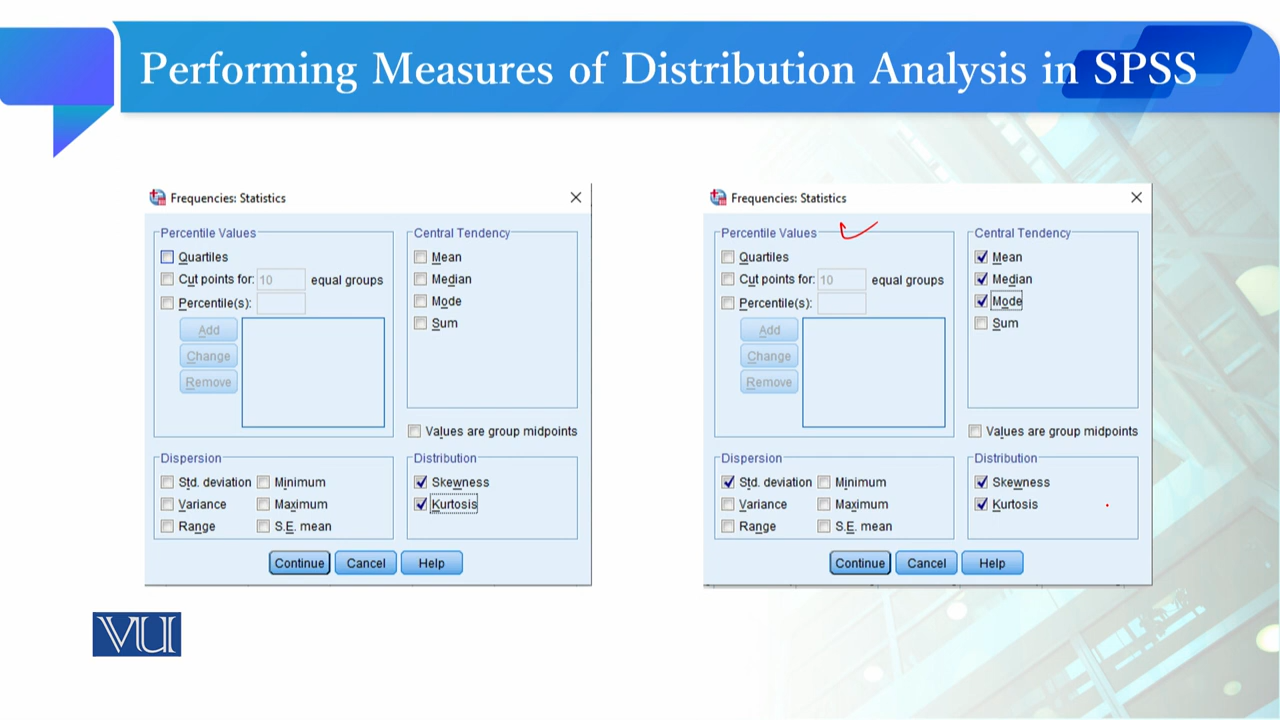 Performing Measures of Distribution Analysis in SPSS
Frequencies: Statistics
Percentile Values
Quartiles
Cut points for: 10 equal groups
Percentile(s):
Add
Change
Remove
Central Tendency
Mean
Median
Mode
Sum
Values are group midpoints
Dispersion
Std. deviation Minimum
Variance Maximum
Range S.E. mean
Distribution
Skewness
Kurtosis
Continue Cancel Help
Frequencies: Statistics
Percentile Values
Quartiles
Cut points for: 10 equal groups
Percentile(s):
Add
Change
Remove
Central Tendency
Mean
Median
Mode
Sum
Values are group midpoints
Dispersion
Std. deviation Minimum
Variance Maximum
Range S.E. mean
Distribution
Skewness
Kurtosis
Continue Cancel Help
VU